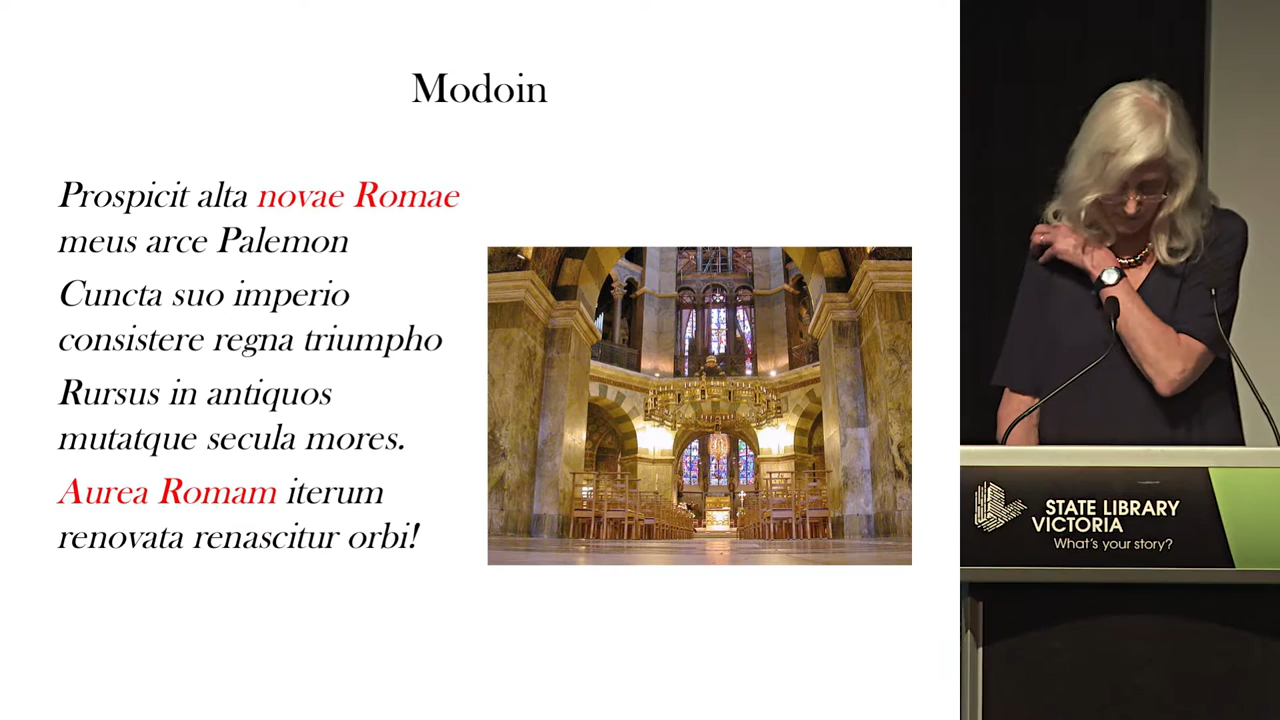 Modoin
Prospicit alta novae Romae
meus arce Palemon
Cuncta suo imperio
consistere regna triumpho
Rursus in antiquos
mutatque secula mores.
Aurea Romam iterum
renovata renascitur orbi!
STATE LIBRARY
VICTORIA
What's your story?